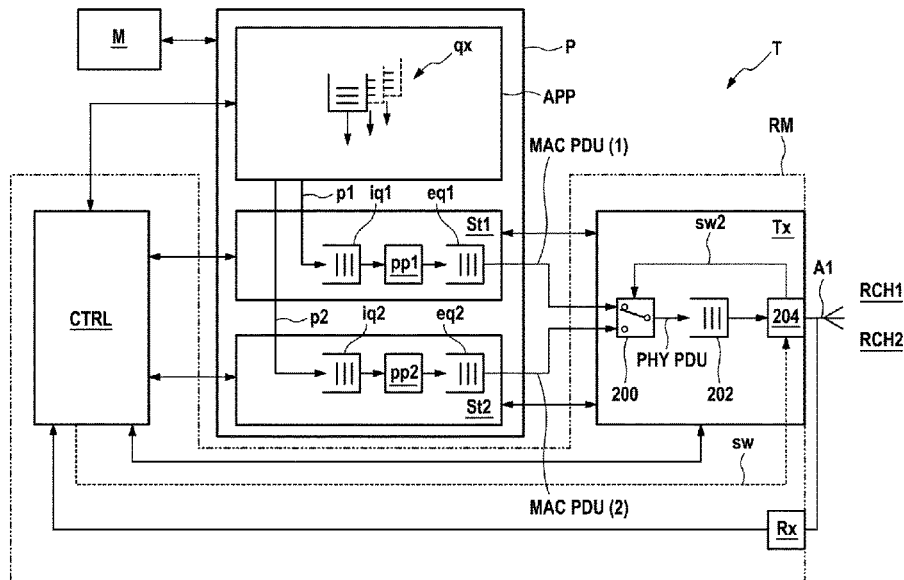 M
qx
P
T
APP
RM
MAC PDU (1)
p1
iq1
eq1
St1
Tx
sw2
A1
pp1
RCH1
CTRL
204
RCH2
p2
iq2
eq2
PHY PDU
pp2
200
202
St2
sw
MAC PDU (2)
Rx